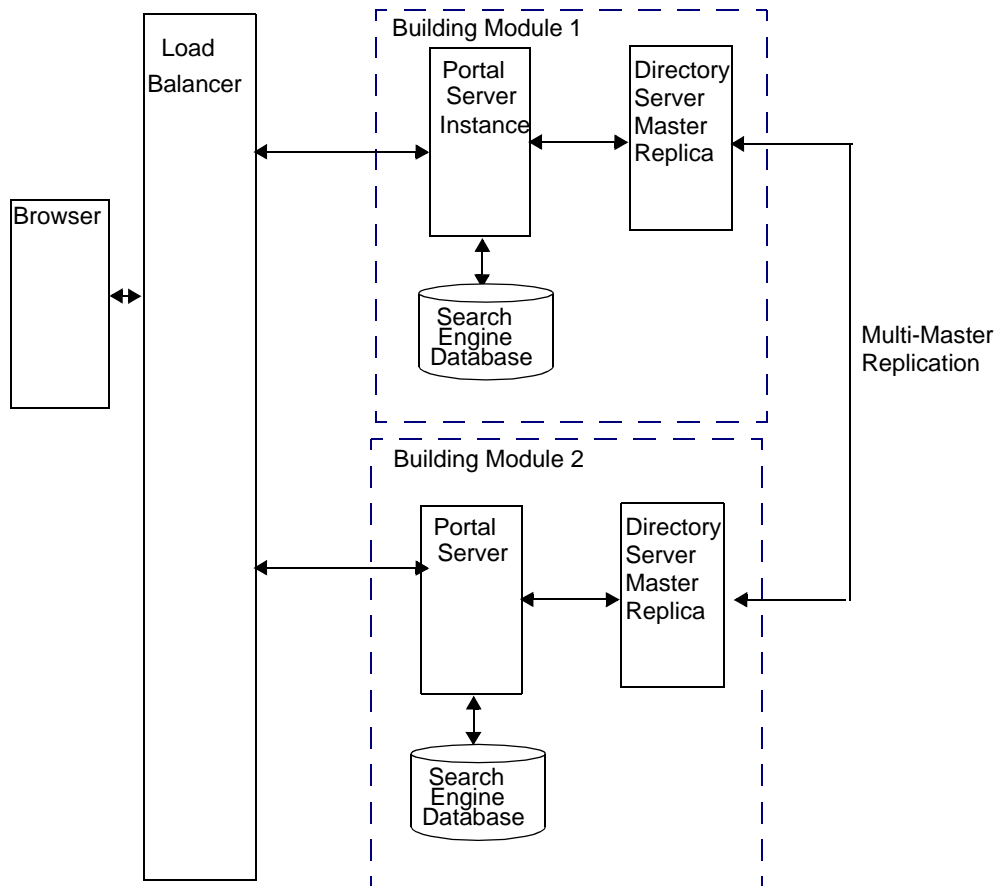 Browser
Load
Balancer
Building Module 1
Portal
Server
Instance
Directory
Server
Master
Replica
Search
Engine
Database
Multi-Master
Replication
Building Module 2
Portal
Server
Directory
Server
Master
Replica
Search
Engine
Database